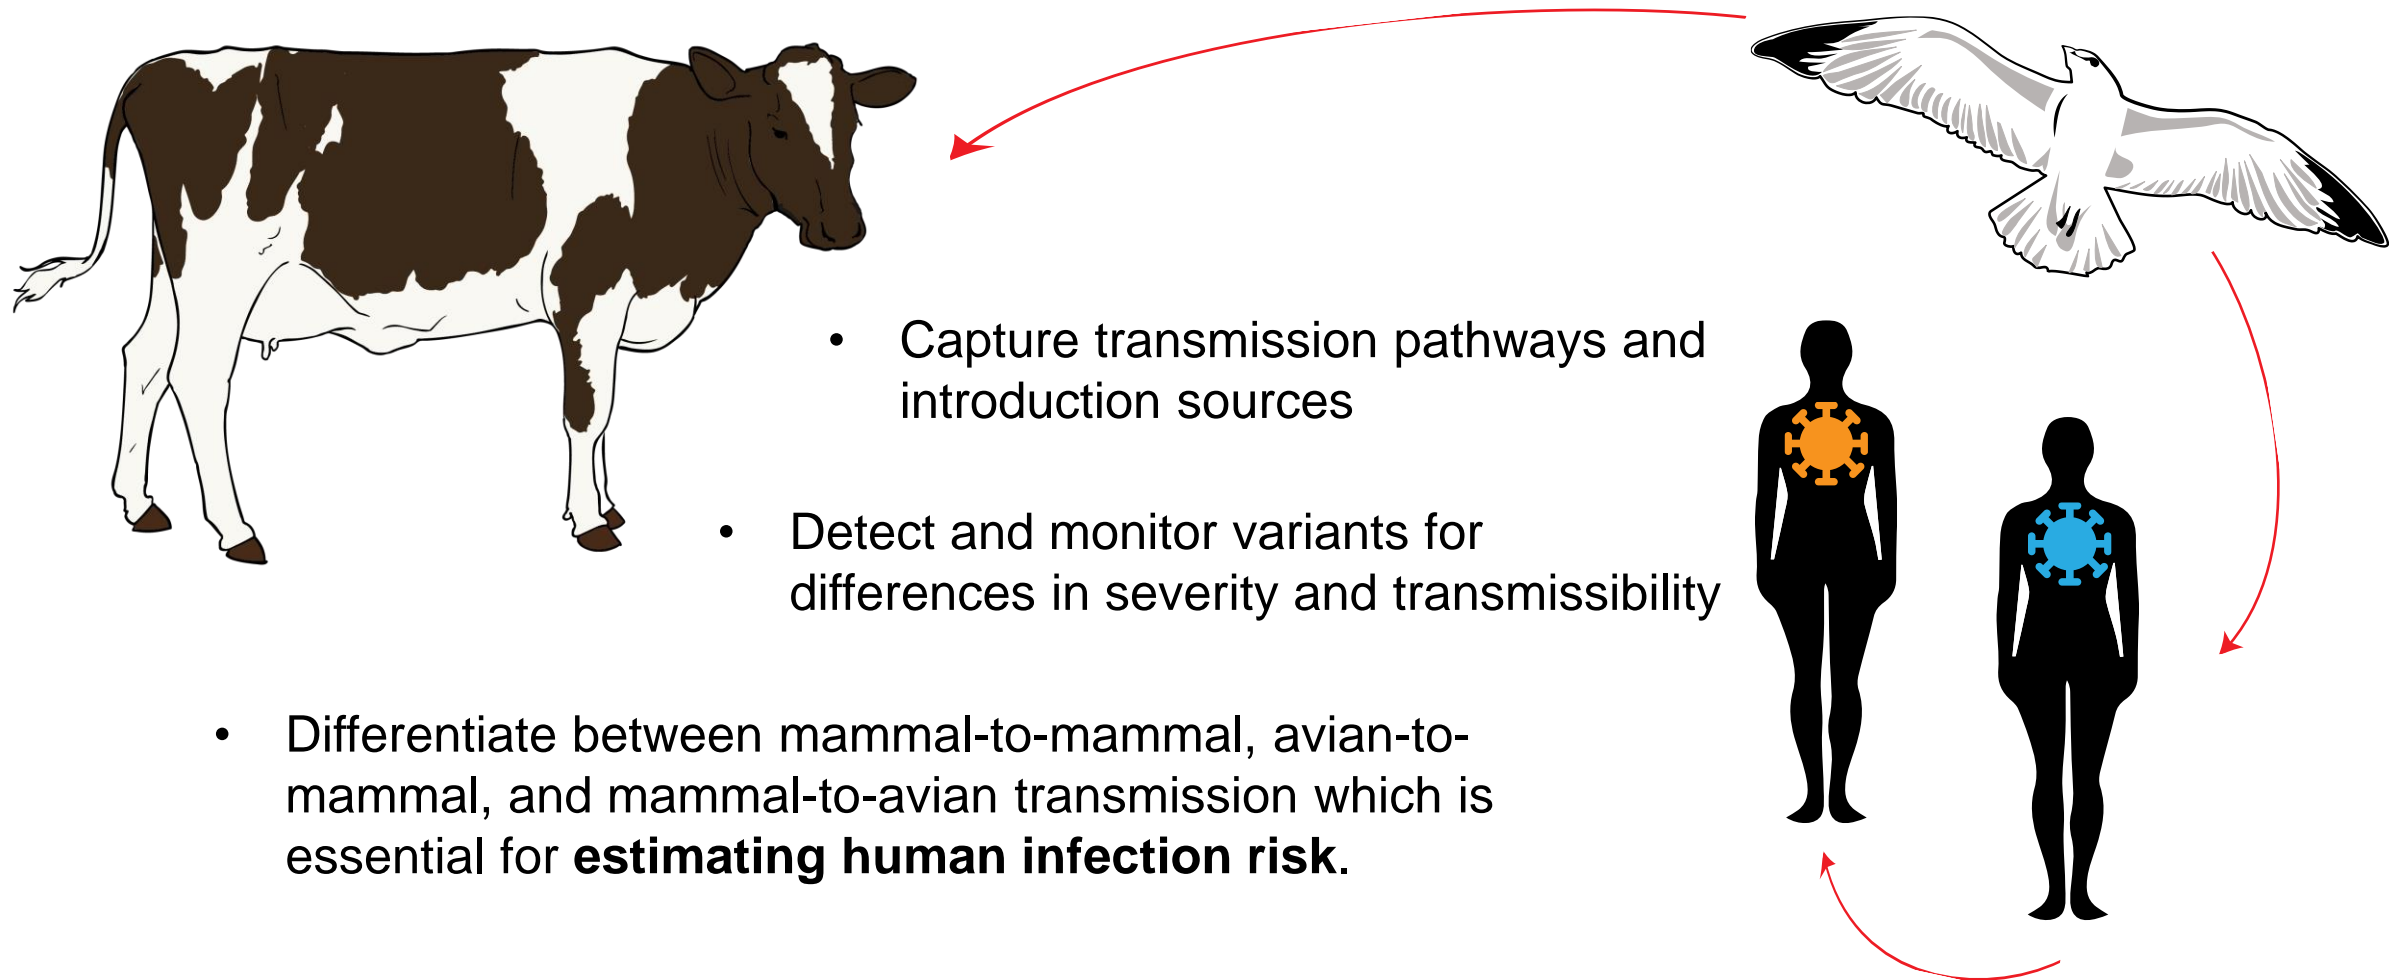 • Capture transmission pathways and
introduction sources
• Detect and monitor variants for
differences in severity and transmissibility
• Differentiate between mammal-to-mammal, avian-to-
mammal, and mammal-to-avian transmission which is
essential for estimating human infection risk.